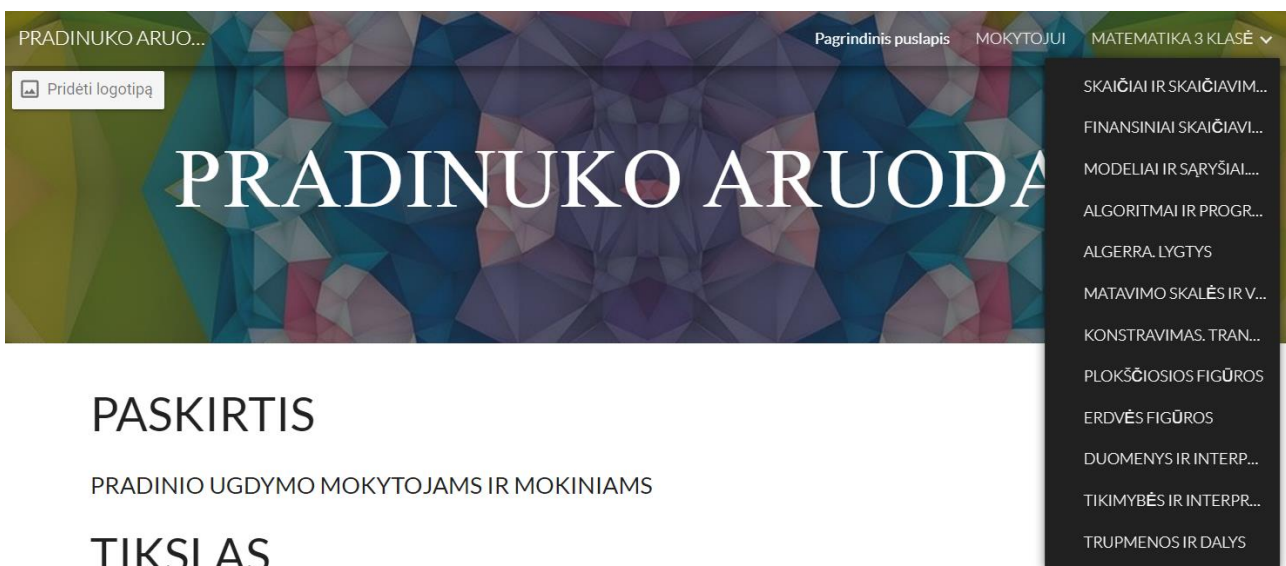 PRADINUKO ARUO...
Pagrindinis puslapis MOKYTOJUI MATEMATIKA 3 KLASĖ
Pridėti logotipą
PRADINUKO ARUODA
SKAIČIAI IR SKAIČIAVIM...
FINANSINIAI SKAIČIAVI...
MODELIAI IR SĄRYŠIAI....
ALGORITMAI IR PROGR...
ALGERRA. LYGTYS
MATAVIMO SKALĖS IR V...
KONSTRAVIMAS. TRAN...
PLOKŠČIOSIOS FIGŪROS
ERDVĖS FIGŪROS
DUOMENYS IR INTERP...
TIKIMYBĖS IR INTERPR...
TRUPMENOS IR DALYS
PASKIRTIS
PRADINIO UGDYMO MOKYTOJAMS IR MOKINIAMS
TIKSLAS